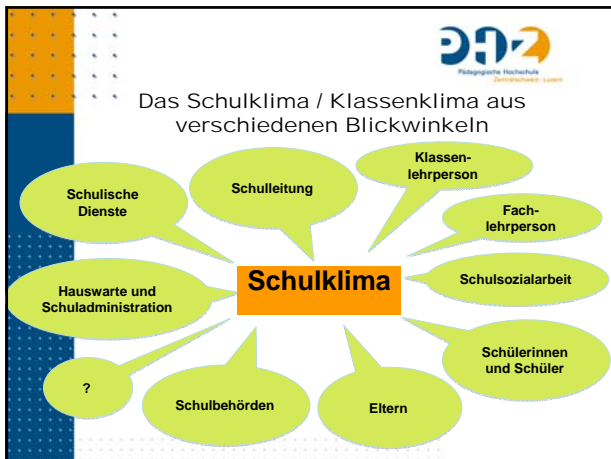 PHZ
Pädagogische Hochschule
Zentralschweiz Luzern
Das Schulklima / Klassenklima aus
verschiedenen Blickwinkeln
Klassen-
lehrperson
Schulleitung
Schulische
Dienste
Fach-
lehrperson
Schulklima
Schulsozialarbeit
Hauswarte und
Schuladministration
Schülerinnen
und Schüler
?
Schulbehörden
Eltern